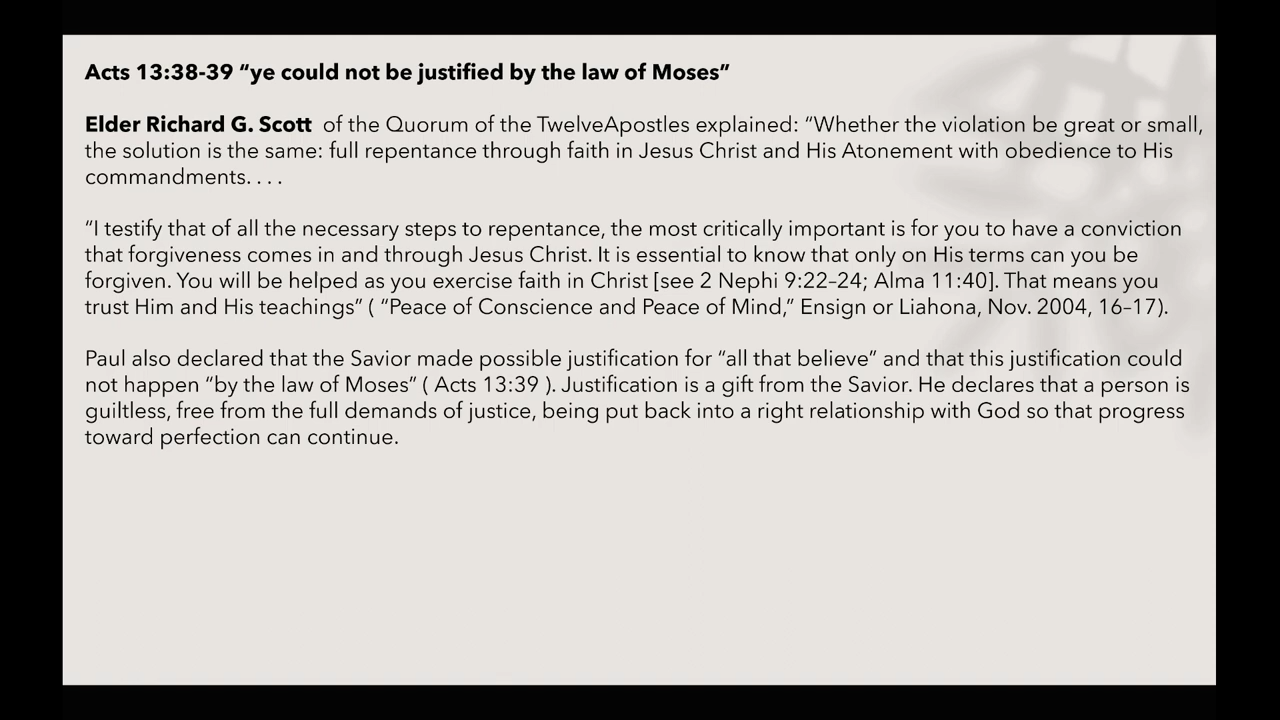 Acts 13:38-39 “ye could not be justified by the law of Moses”
Elder Richard G. Scott of the Quorum of the TwelveApostles explained: “Whether the violation be great or small,
the solution is the same: full repentance through faith in Jesus Christ and His Atonement with obedience to His
commandments. . . .
“I testify that of all the necessary steps to repentance, the most critically important is for you to have a conviction
that forgiveness comes in and through Jesus Christ. It is essential to know that only on His terms can you be
forgiven. You will be helped as you exercise faith in Christ [see 2 Nephi 9:22–24; Alma 11:40]. That means you
trust Him and His teachings” ( “Peace of Conscience and Peace of Mind,” Ensign or Liahona, Nov. 2004, 16–17).
Paul also declared that the Savior made possible justification for “all that believe” and that this justification could
not happen “by the law of Moses” ( Acts 13:39 ). Justification is a gift from the Savior. He declares that a person is
guiltless, free from the full demands of justice, being put back into a right relationship with God so that progress
toward perfection can continue.